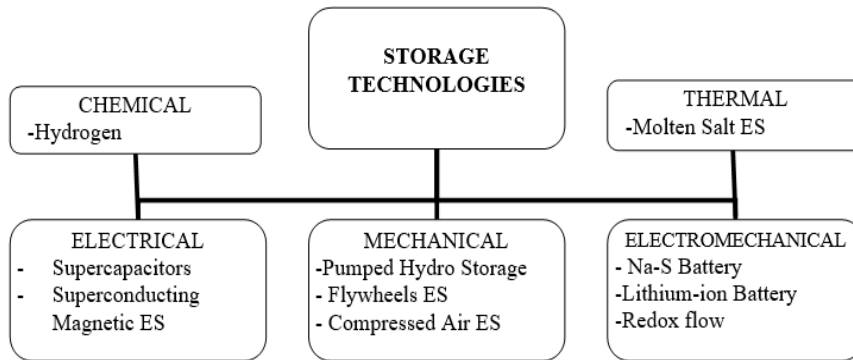 STORAGE
TECHNOLOGIES
CHEMICAL
-Hydrogen
THERMAL
-Molten Salt ES
ELECTRICAL
- Supercapacitors
- Superconducting
Magnetic ES
MECHANICAL
-Pumped Hydro Storage
- Flywheels ES
- Compressed Air ES
ELECTROMECHANICAL
- Na-S Battery
-Lithium-ion Battery
-Redox flow